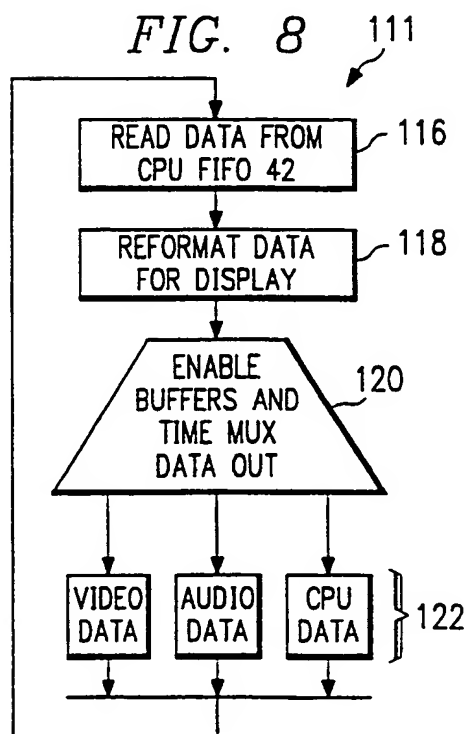 FIG. 8
111
READ DATA FROM
CPU FIFO 42
116
REFORMAT DATA
FOR DISPLAY
118
ENABLE
BUFFERS AND
TIME MUX
DATA OUT
120
VIDEO
DATA
AUDIO
DATA
CPU
DATA
122